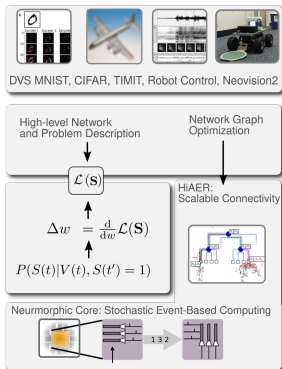 DVS MNIST, CIFAR, TIMIT, Robot Control, Neovision2
High-level Network
and Problem Description
Network Graph
Optimization
ℒ(S)
HiAER:
Scalable Connectivity
Δw = d/dw ℒ(S)
P(S(t)|V(t), S(t′) = 1)
Neurmorphic Core: Stochastic Event-Based Computing
1 3 2